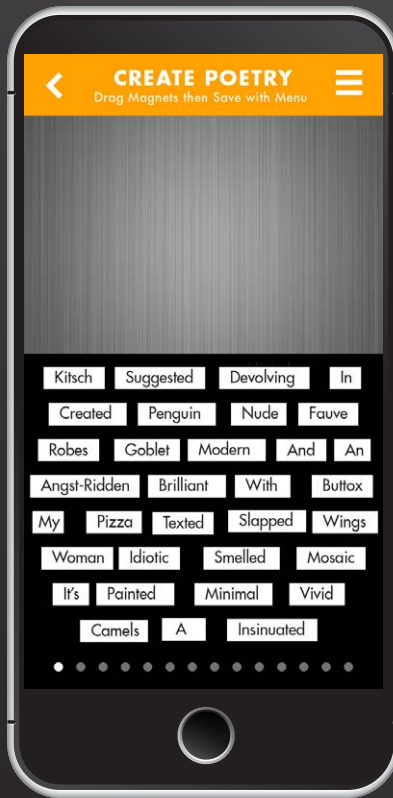 CREATE POETRY
Drag Magnets then Save with Menu
Kitsch Suggested Devolving In
Created Penguin Nude Fauve
Robes Goblet Modern And An
Angst-Ridden Brilliant With Buttox
My Pizza Texted Slapped Wings
Woman Idiotic Smelled Mosaic
It's Painted Minimal Vivid
Camels A Insinuated